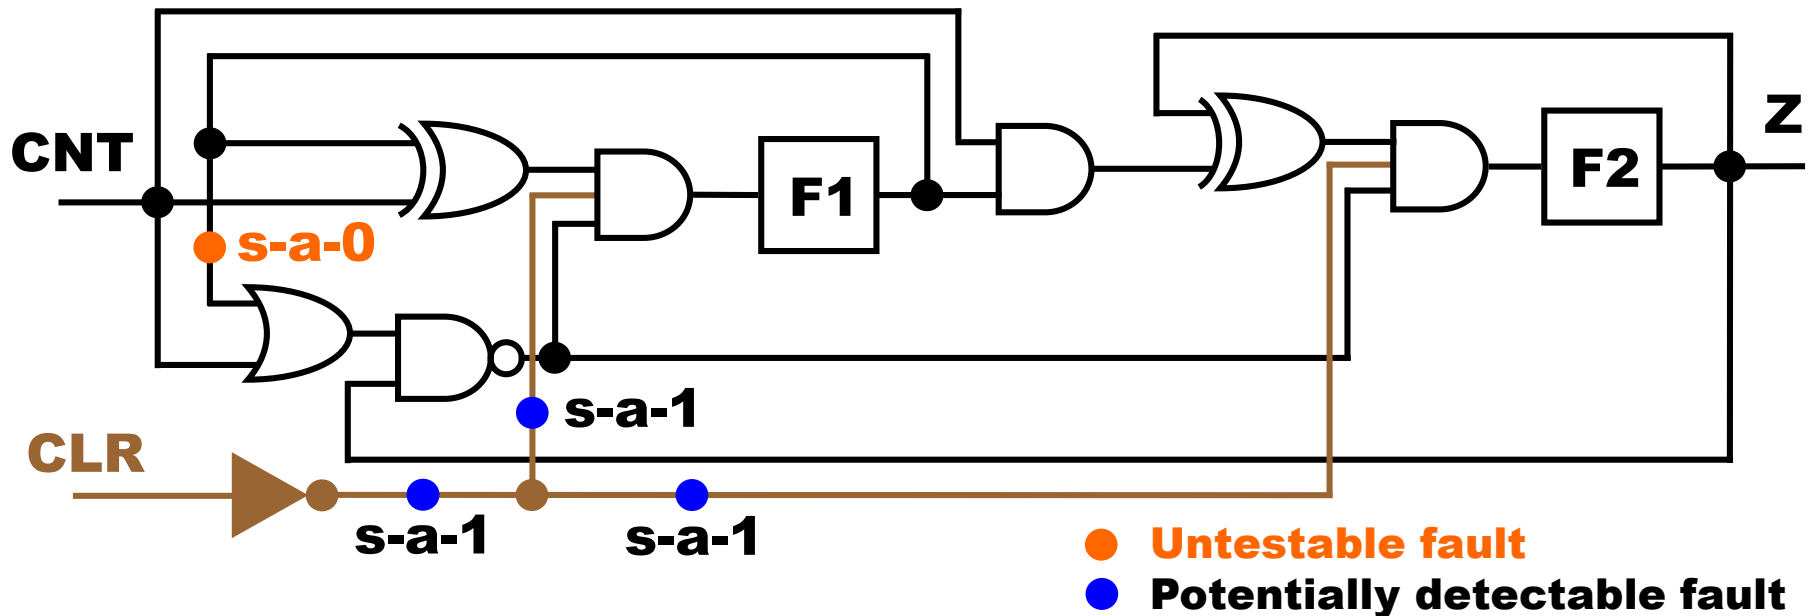 CNT
F1
F2
Z
s-a-0
s-a-1
CLR
s-a-1
s-a-1
Untestable fault
Potentially detectable fault